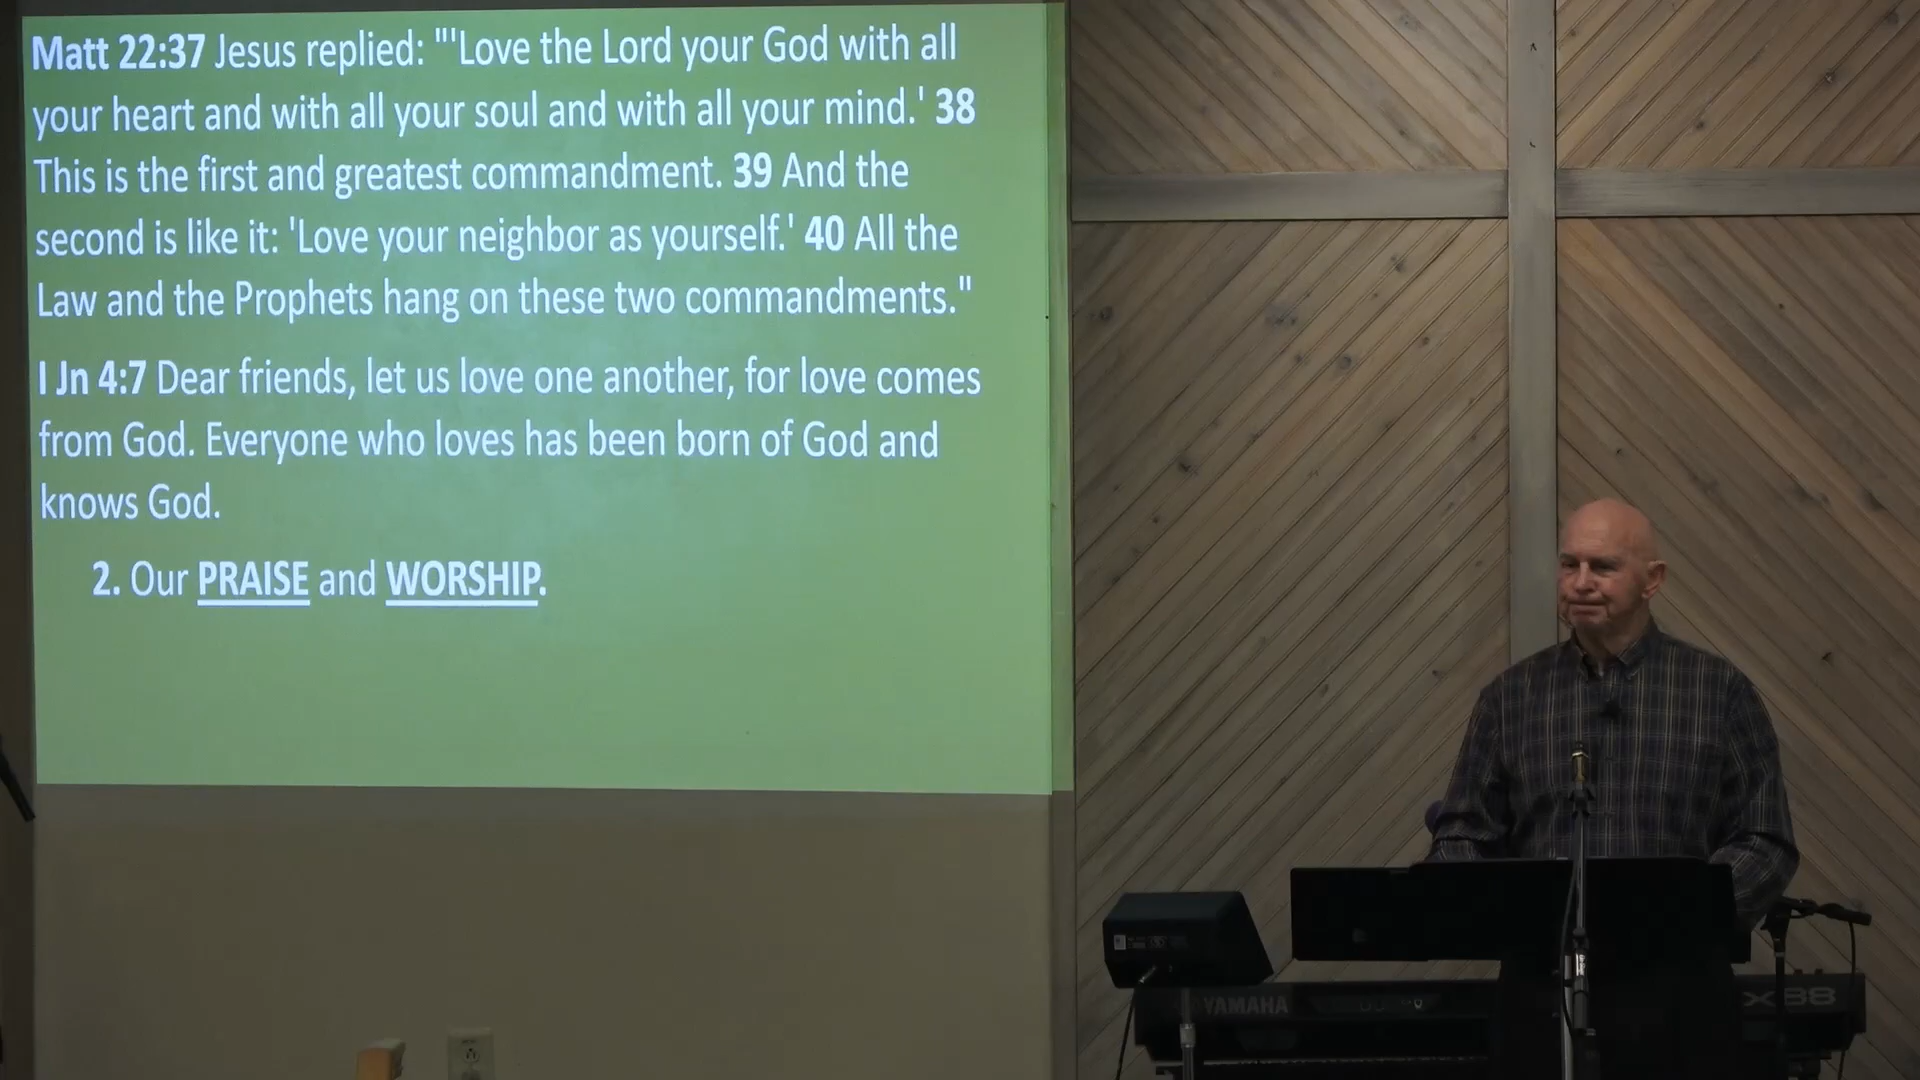 Matt 22:37 Jesus replied: "'Love the Lord your God with all
your heart and with all your soul and with all your mind.' 38
This is the first and greatest commandment. 39 And the
second is like it: 'Love your neighbor as yourself.' 40 All the
Law and the Prophets hang on these two commandments."
I Jn 4:7 Dear friends, let us love one another, for love comes
from God. Everyone who loves has been born of God and
knows God.
2. Our PRAISE and WORSHIP.
YAMAHA